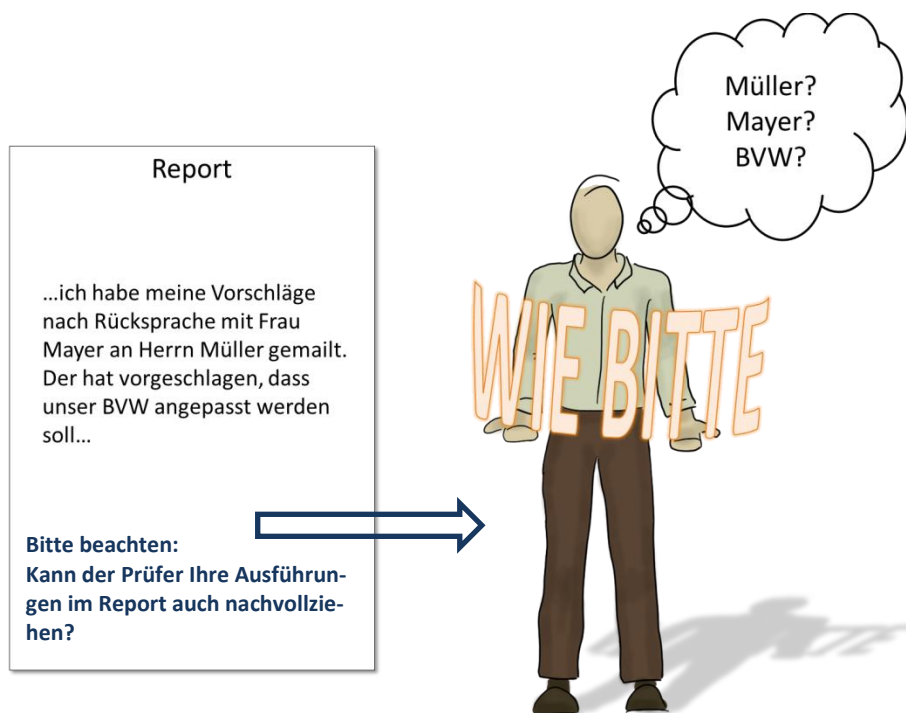 Report
...ich habe meine Vorschläge
nach Rücksprache mit Frau
Mayer an Herrn Müller gemailt.
Der hat vorgeschlagen, dass
unser BVW angepasst werden
soll...
Bitte beachten:
Kann der Prüfer Ihre Ausführun-
gen im Report auch nachvollzie-
hen?
Müller?
Mayer?
BVW?
WIE BITTE